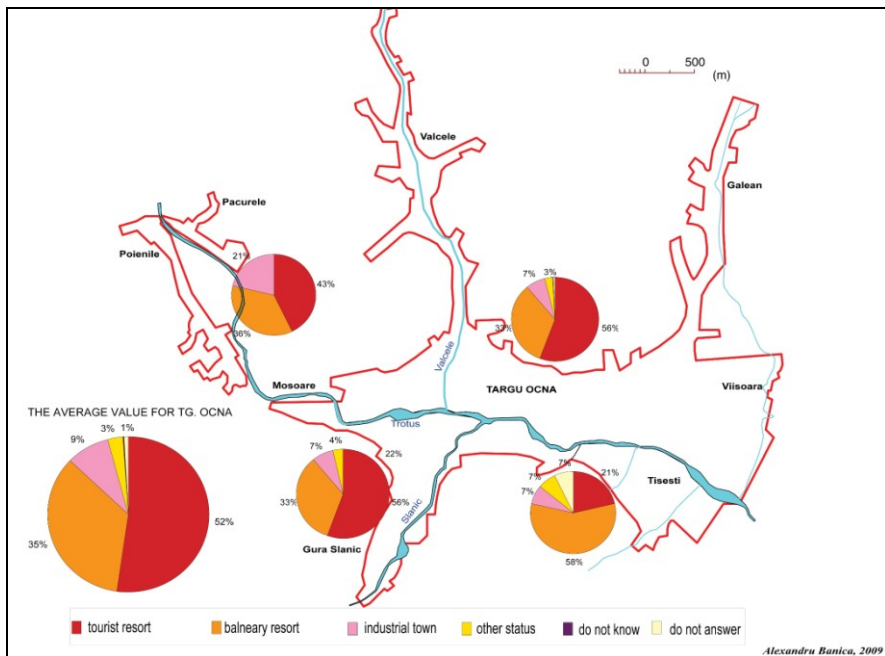 0 500
(m)
Valcele
Galean
Pacurele
Poienile
21%
43%
36%
7% 3%
33% 56%
Valcele
Mosoare
TARGU OCNA
Viisoara
THE AVERAGE VALUE FOR TG. OCNA
Trotus
9% 3% 1%
52%
35%
7% 4%
22%
33% 56%
Slanic
Gura Slanic
7%
7% 21%
7%
58%
Tisesti
tourist resort balneary resort industrial town other status do not know do not answer
Alexandru Banica, 2009